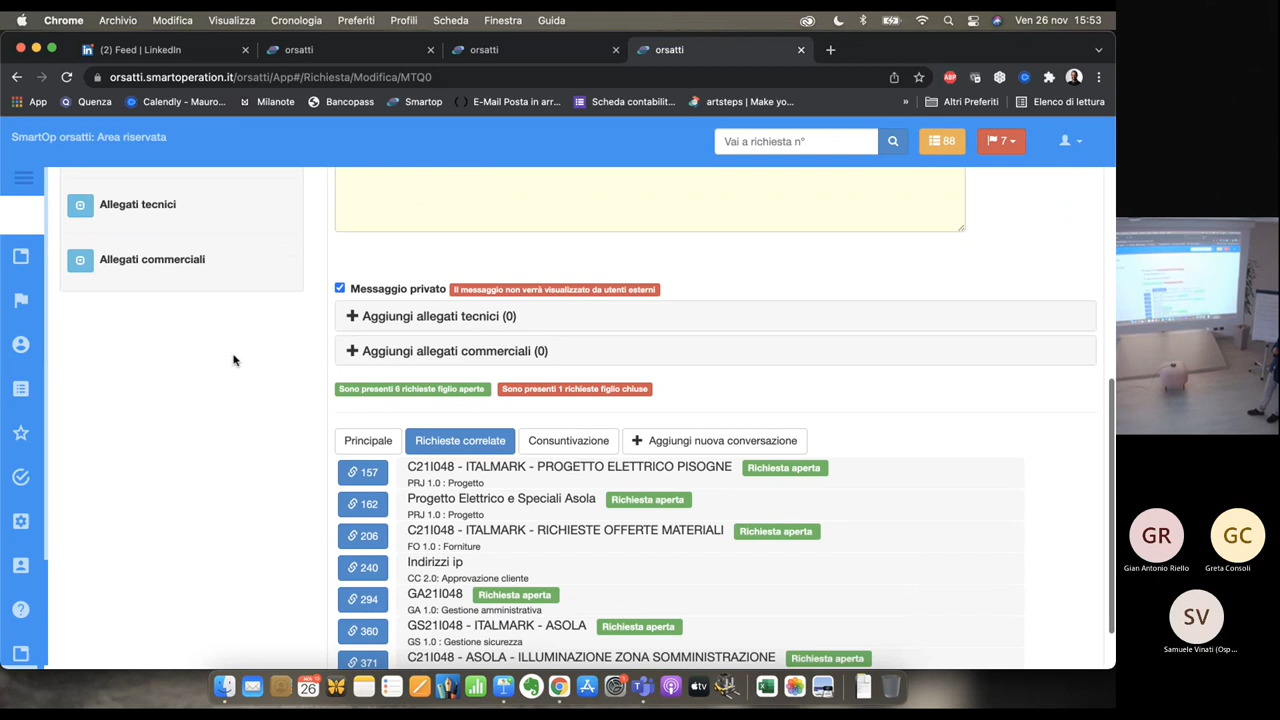 Chrome Archivio Modifica Visualizza Cronologia Preferiti Profili Scheda Finestra Guida Ven 26 nov 15:53
(2) Feed | LinkedIn orsatti orsatti orsatti
orsatti.smartoperation.it/orsatti/App#/Richiesta/Modifica/MTQ0
App Quenza Calendly - Mauro... Milanote Bancopass Smartop E-Mail Posta in arr... Scheda contabilit... artsteps | Make yo... » Altri Preferiti Elenco di lettura
SmartOp orsatti: Area riservata Vai a richiesta n° 88 7
Allegati tecnici
Allegati commerciali
Messaggio privato Il messaggio non verrà visualizzato da utenti esterni
Aggiungi allegati tecnici (0)
Aggiungi allegati commerciali (0)
Sono presenti 6 richieste figlio aperte Sono presenti 1 richieste figlio chiuse
Principale Richieste correlate Consuntivazione Aggiungi nuova conversazione
157 C21I048 - ITALMARK - PROGETTO ELETTRICO PISOGNE Richiesta aperta
PRJ 1.0 : Progetto
162 Progetto Elettrico e Speciali Asola Richiesta aperta
PRJ 1.0 : Progetto
206 C21I048 - ITALMARK - RICHIESTE OFFERTE MATERIALI Richiesta aperta
FO 1.0 : Forniture
240 Indirizzi ip
CC 2.0: Approvazione cliente
294 GA21I048 Richiesta aperta
GA 1.0: Gestione amministrativa
360 GS21I048 - ITALMARK - ASOLA Richiesta aperta
GS 1.0 : Gestione sicurezza
371 C21I048 - ASOLA - ILLUMINAZIONE ZONA SOMMINISTRAZIONE Richiesta aperta
GR GC
Gian Antonio Riello Greta Consoli
SV
Samuele Vinati (Osp...
26